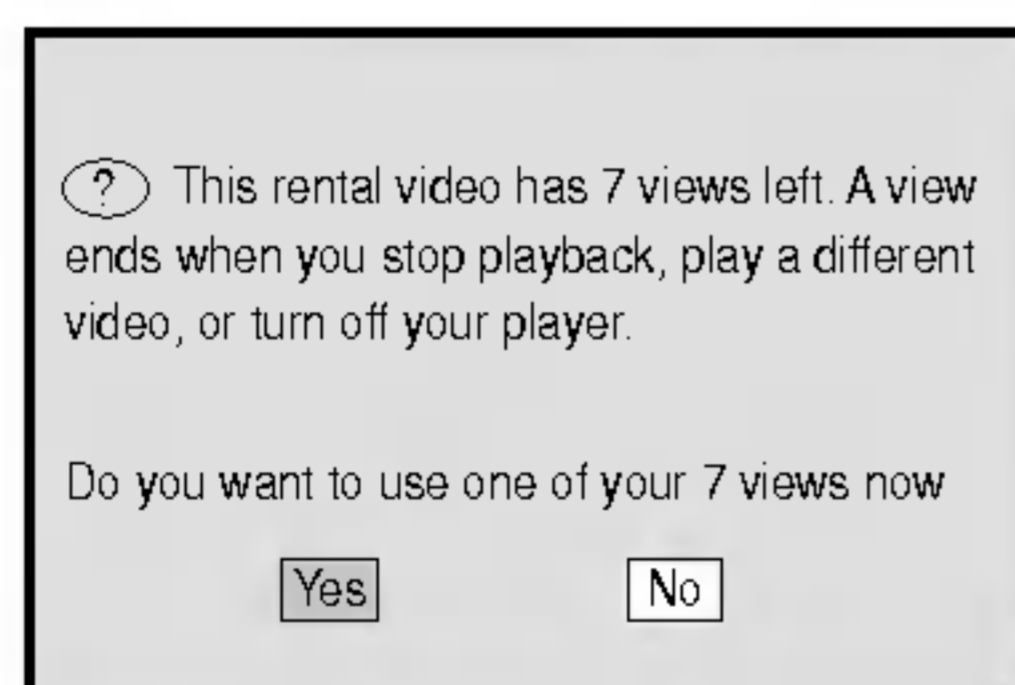 ? This rental video has 7 views left. A view
ends when you stop playback, play a different
video, or turn off your player.
Do you want to use one of your 7 views now
Yes No